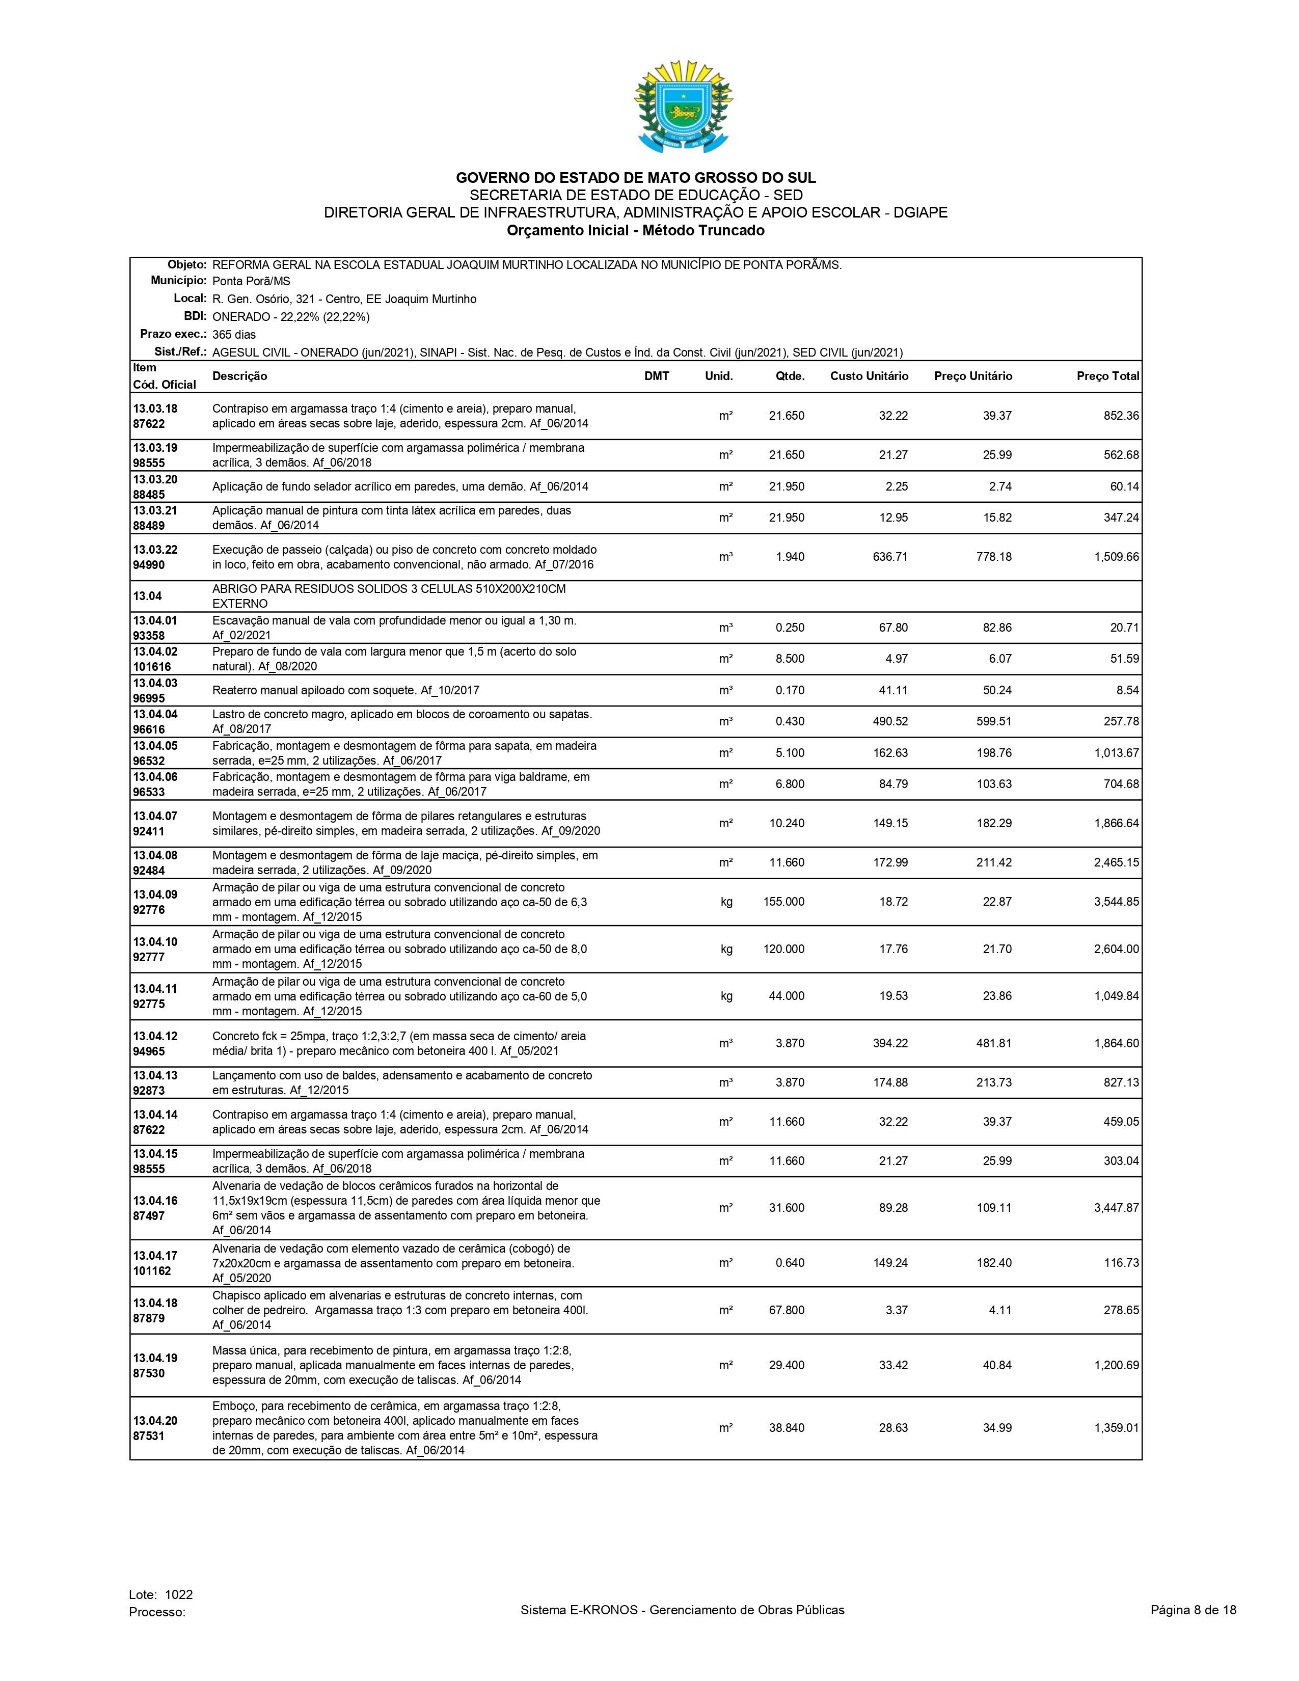 GOVERNO DO ESTADO DE MATO GROSSO DO SUL
SECRETARIA DE ESTADO DE EDUCAÇÃO - SED
DIRETORIA GERAL DE INFRAESTRUTURA, ADMINISTRAÇÃO E APOIO ESCOLAR - DGIAPE
Orçamento Inicial - Método Truncado
Objeto: REFORMA GERAL NA ESCOLA ESTADUAL JOAQUIM MURTINHO LOCALIZADA NO MUNICÍPIO DE PONTA PORÃ/MS.
Município: Ponta Porã/MS
Local: R. Gen. Osório, 321 - Centro, EE Joaquim Murtinho
BDI: ONERADO - 22,22% (22,22%)
Prazo exec.: 365 dias
Sist./Ref.: AGESUL CIVIL - ONERADO (jun/2021), SINAPI - Sist. Nac. de Pesq. de Custos e Índ. da Const. Civil (jun/2021), SED CIVIL (jun/2021)
Item
Cód. Oficial Descrição DMT Unid. Qtde. Custo Unitário Preço Unitário Preço Total
13.03.18 Contrapiso em argamassa traço 1:4 (cimento e areia), preparo manual, m² 21.650 32.22 39.37 852.36
87622 aplicado em áreas secas sobre laje, aderido, espessura 2cm. Af_06/2014
13.03.19 Impermeabilização de superfície com argamassa polimérica / membrana m² 21.650 21.27 25.99 562.68
98555 acrílica, 3 demãos. Af_06/2018
13.03.20 Aplicação de fundo selador acrílico em paredes, uma demão. Af_06/2014 m² 21.950 2.25 2.74 60.14
88485
13.03.21 Aplicação manual de pintura com tinta látex acrílica em paredes, duas m² 21.950 12.95 15.82 347.24
88489 demãos. Af_06/2014
13.03.22 Execução de passeio (calçada) ou piso de concreto com concreto moldado m³ 1.940 636.71 778.18 1,509.66
94990 in loco, feito em obra, acabamento convencional, não armado. Af_07/2016
13.04 ABRIGO PARA RESIDUOS SOLIDOS 3 CELULAS 510X200X210CM
EXTERNO
13.04.01 Escavação manual de vala com profundidade menor ou igual a 1,30 m. m³ 0.250 67.80 82.86 20.71
93358 Af_02/2021
13.04.02 Preparo de fundo de vala com largura menor que 1,5 m (acerto do solo m² 8.500 4.97 6.07 51.59
101616 natural). Af_08/2020
13.04.03 Reaterro manual apiloado com soquete. Af_10/2017 m³ 0.170 41.11 50.24 8.54
96995
13.04.04 Lastro de concreto magro, aplicado em blocos de coroamento ou sapatas. m³ 0.430 490.52 599.51 257.78
96616 Af_08/2017
13.04.05 Fabricação, montagem e desmontagem de fôrma para sapata, em madeira m² 5.100 162.63 198.76 1,013.67
96532 serrada, e=25 mm, 2 utilizações. Af_06/2017
13.04.06 Fabricação, montagem e desmontagem de fôrma para viga baldrame, em m² 6.800 84.79 103.63 704.68
96533 madeira serrada, e=25 mm, 2 utilizações. Af_06/2017
13.04.07 Montagem e desmontagem de fôrma de pilares retangulares e estruturas m² 10.240 149.15 182.29 1,866.64
92411 similares, pé-direito simples, em madeira serrada, 2 utilizações. Af_09/2020
13.04.08 Montagem e desmontagem de fôrma de laje maciça, pé-direito simples, em m² 11.660 172.99 211.42 2,465.15
92484 madeira serrada, 2 utilizações. Af_09/2020
13.04.09 Armação de pilar ou viga de uma estrutura convencional de concreto
92776 armado em uma edificação térrea ou sobrado utilizando aço ca-50 de 6,3 kg 155.000 18.72 22.87 3,544.85
mm - montagem. Af_12/2015
13.04.10 Armação de pilar ou viga de uma estrutura convencional de concreto
92777 armado em uma edificação térrea ou sobrado utilizando aço ca-50 de 8,0 kg 120.000 17.76 21.70 2,604.00
mm - montagem. Af_12/2015
13.04.11 Armação de pilar ou viga de uma estrutura convencional de concreto
92775 armado em uma edificação térrea ou sobrado utilizando aço ca-60 de 5,0 kg 44.000 19.53 23.86 1,049.84
mm - montagem. Af_12/2015
13.04.12 Concreto fck = 25mpa, traço 1:2,3:2,7 (em massa seca de cimento/ areia m³ 3.870 394.22 481.81 1,864.60
94965 média/ brita 1) - preparo mecânico com betoneira 400 l. Af_05/2021
13.04.13 Lançamento com uso de baldes, adensamento e acabamento de concreto m³ 3.870 174.88 213.73 827.13
92873 em estruturas. Af_12/2015
13.04.14 Contrapiso em argamassa traço 1:4 (cimento e areia), preparo manual, m² 11.660 32.22 39.37 459.05
87622 aplicado em áreas secas sobre laje, aderido, espessura 2cm. Af_06/2014
13.04.15 Impermeabilização de superfície com argamassa polimérica / membrana m² 11.660 21.27 25.99 303.04
98555 acrílica, 3 demãos. Af_06/2018
13.04.16 Alvenaria de vedação de blocos cerâmicos furados na horizontal de
87497 11,5x19x19cm (espessura 11,5cm) de paredes com área líquida menor que m² 31.600 89.28 109.11 3,447.87
6m² sem vãos e argamassa de assentamento com preparo em betoneira.
Af_06/2014
13.04.17 Alvenaria de vedação com elemento vazado de cerâmica (cobogó) de
101162 7x20x20cm e argamassa de assentamento com preparo em betoneira. m² 0.640 149.24 182.40 116.73
Af_05/2020
13.04.18 Chapisco aplicado em alvenarias e estruturas de concreto internas, com
87879 colher de pedreiro.  Argamassa traço 1:3 com preparo em betoneira 400l. m² 67.800 3.37 4.11 278.65
Af_06/2014
13.04.19 Massa única, para recebimento de pintura, em argamassa traço 1:2:8,
87530 preparo manual, aplicada manualmente em faces internas de paredes, m² 29.400 33.42 40.84 1,200.69
espessura de 20mm, com execução de taliscas. Af_06/2014
13.04.20 Emboço, para recebimento de cerâmica, em argamassa traço 1:2:8,
87531 preparo mecânico com betoneira 400l, aplicado manualmente em faces m² 38.840 28.63 34.99 1,359.01
internas de paredes, para ambiente com área entre 5m² e 10m², espessura
de 20mm, com execução de taliscas. Af_06/2014
Lote: 1022
Processo:
Sistema E-KRONOS - Gerenciamento de Obras Públicas
Página 8 de 18